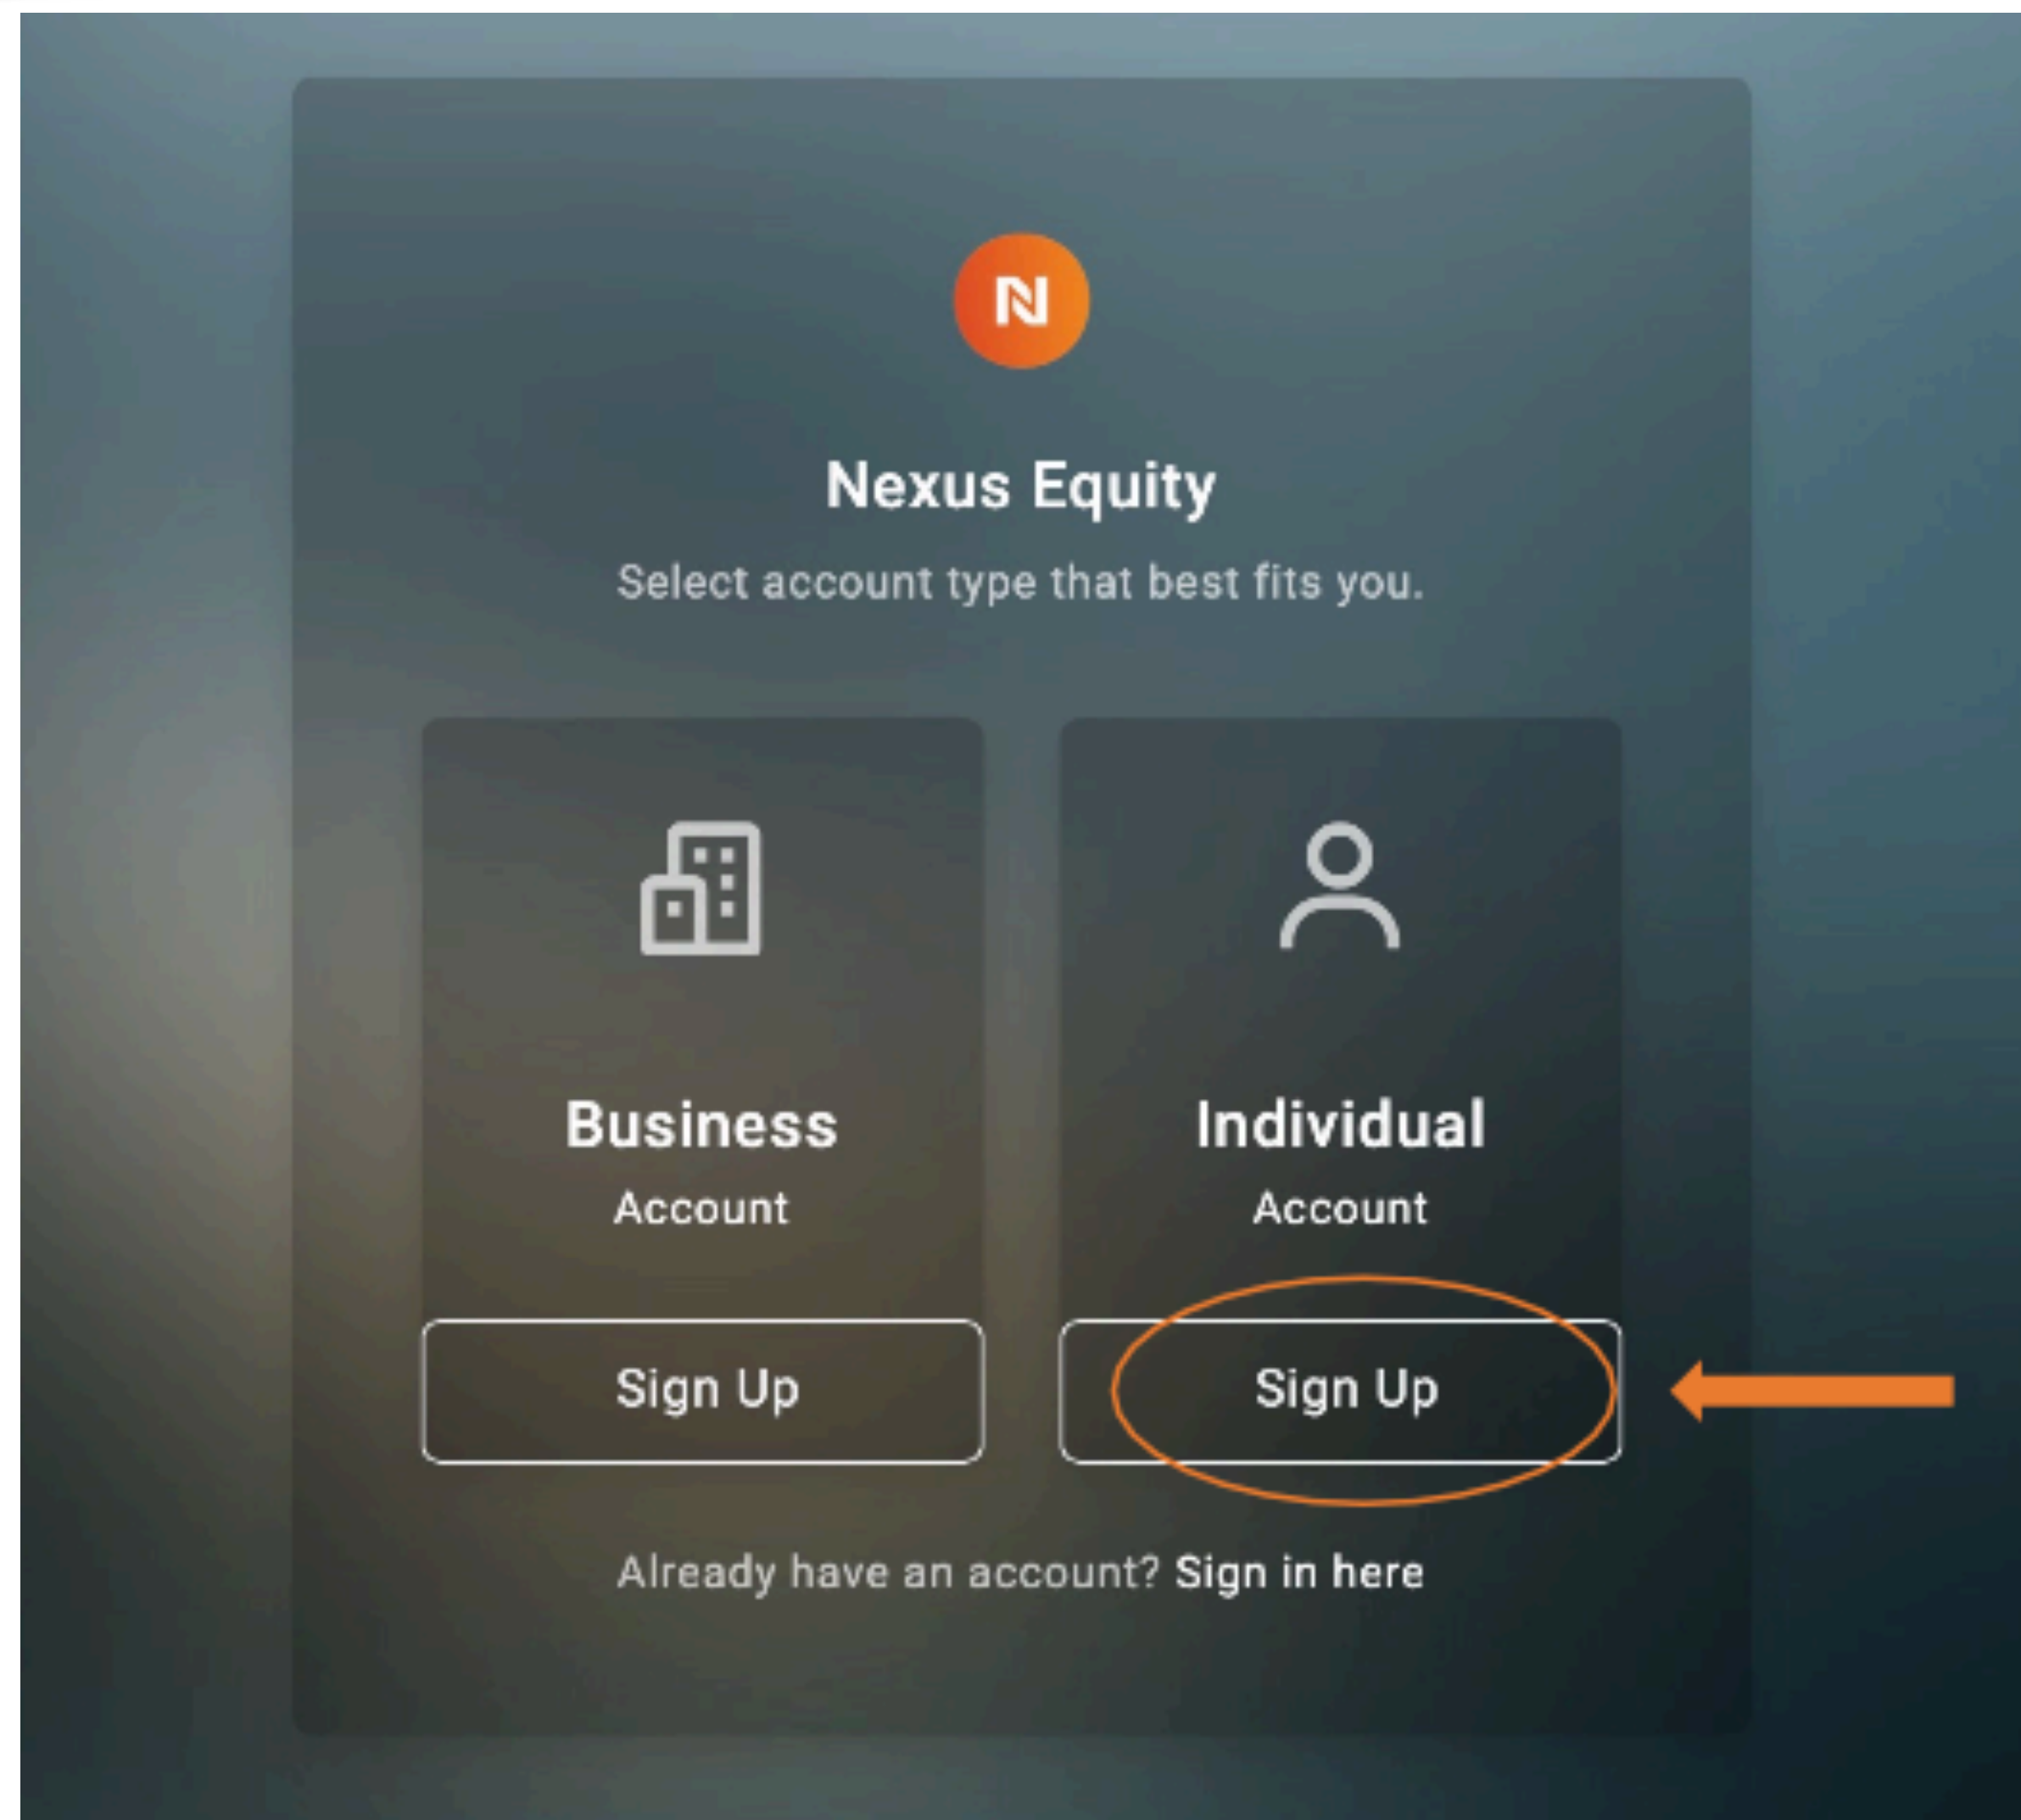 N
Nexus Equity
Select account type that best fits you.
Business
Account
Sign Up
Individual
Account
Sign Up
Already have an account? Sign in here